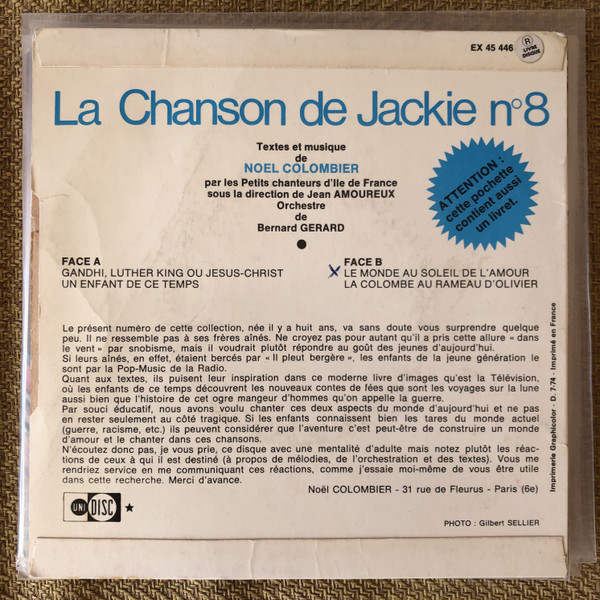 EX 45 446
R
LIVRE
DISQUE
La Chanson de Jackie n°8
Textes et musique
de
NOEL COLOMBIER
par les Petits chanteurs d'Ile de France
sous la direction de Jean AMOUREUX
Orchestre
de
Bernard GERARD
ATTENTION :
cette pochette
contient aussi
un livret.
FACE A
GANDHI, LUTHER KING OU JESUS-CHRIST
UN ENFANT DE CE TEMPS
FACE B
LE MONDE AU SOLEIL DE L'AMOUR
LA COLOMBE AU RAMEAU D'OLIVIER
Le présent numéro de cette collection, née il y a huit ans, va sans doute vous surprendre quelque
peu. Il ne ressemble pas à ses frères aînés. Ne croyez pas pour autant qu'il a pris cette allure « dans
le vent » par snobisme, mais il voudrait plutôt répondre au goût des jeunes d'aujourd'hui.
Si leurs aînés, en effet, étaient bercés par « Il pleut bergère », les enfants de la jeune génération le
sont par la Pop-Music de la Radio.
Quant aux textes, ils puisent leur inspiration dans ce moderne livre d'images qu'est la Télévision,
où les enfants de ce temps découvrent les nouveaux contes de fées que sont les voyages sur la lune
aussi bien que l'histoire de cet ogre mangeur d'hommes qu'on appelle la guerre.
Par souci éducatif, nous avons voulu chanter ces deux aspects du monde d'aujourd'hui et ne pas
en rester seulement au côté tragique. Si les enfants connaissent bien les tares du monde actuel
(guerre, racisme, etc.) ils peuvent considérer que l'aventure c'est peut-être de construire un monde
d'amour et le chanter dans ces chansons.
N'écoutez donc pas, je vous prie, ce disque avec une mentalité d'adulte mais notez plutôt les réac-
tions de ceux à qui il est destiné (à propos de mélodies, de l'orchestration et des textes). Vous me
rendriez service en me communiquant ces réactions, comme j'essaie moi-même de vous être utile
dans cette recherche. Merci d'avance.
Noël COLOMBIER - 31 rue de Fleurus - Paris (6e)
UNI DISC
PHOTO : Gilbert SELLIER
Imprimerie Graphicolor - D. 7-74 - Imprimé en France